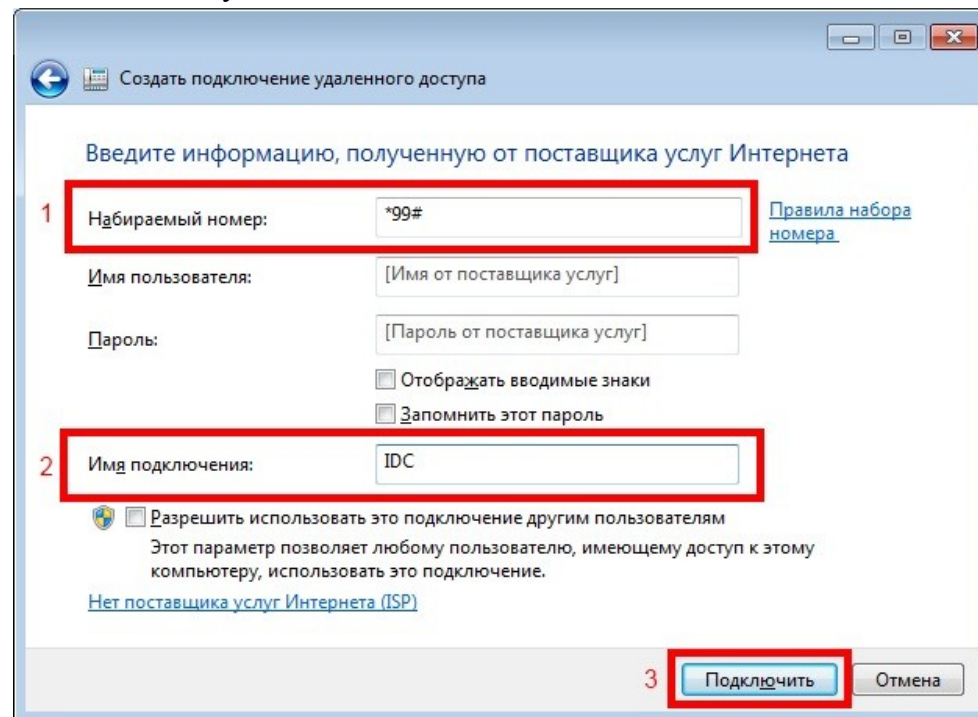 Создать подключение удаленного доступа
Введите информацию, полученную от поставщика услуг Интернета
1 Набираемый номер: *99# Правила набора
номера
Имя пользователя: [Имя от поставщика услуг]
Пароль: [Пароль от поставщика услуг]
Отображать вводимые знаки
Запомнить этот пароль
2 Имя подключения: IDC
Разрешить использовать это подключение другим пользователям
Этот параметр позволяет любому пользователю, имеющему доступ к этому
компьютеру, использовать это подключение.
Нет поставщика услуг Интернета (ISP)
3 Подключить Отмена